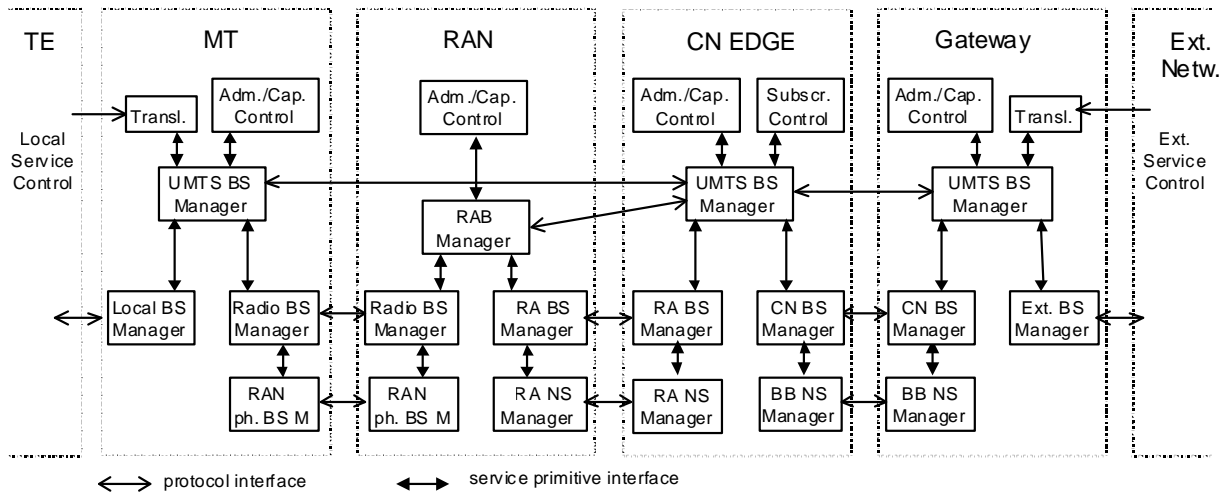 TE
MT
RAN
CN EDGE
Gateway
Ext.
Netw.
Local
Service
Control
Transl.
Adm./Cap.
Control
Adm./Cap.
Control
Adm./Cap.
Control
Subscr.
Control
Adm./Cap.
Control
Transl.
Ext.
Service
Control
UMTS BS
Manager
RAB
Manager
UMTS BS
Manager
UMTS BS
Manager
Local BS
Manager
Radio BS
Manager
Radio BS
Manager
RA BS
Manager
RA BS
Manager
CN BS
Manager
CN BS
Manager
Ext. BS
Manager
RAN
ph. BS M
RAN
ph. BS M
RA NS
Manager
RA NS
Manager
BB NS
Manager
BB NS
Manager
protocol interface
service primitive interface